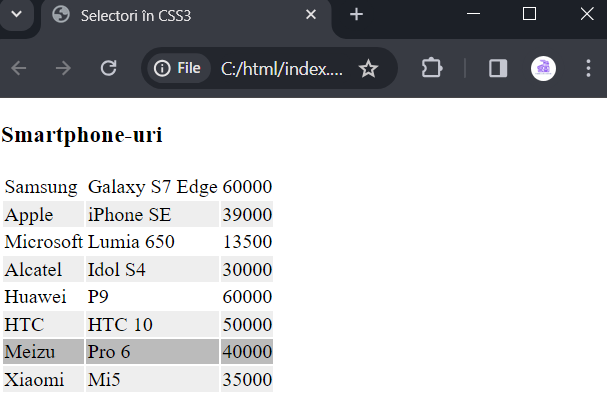 Selectori în CSS3
File C:/html/index....
Smartphone-uri
Samsung Galaxy S7 Edge 60000
Apple iPhone SE 39000
Microsoft Lumia 650 13500
Alcatel Idol S4 30000
Huawei P9 60000
HTC HTC 10 50000
Meizu Pro 6 40000
Xiaomi Mi5 35000